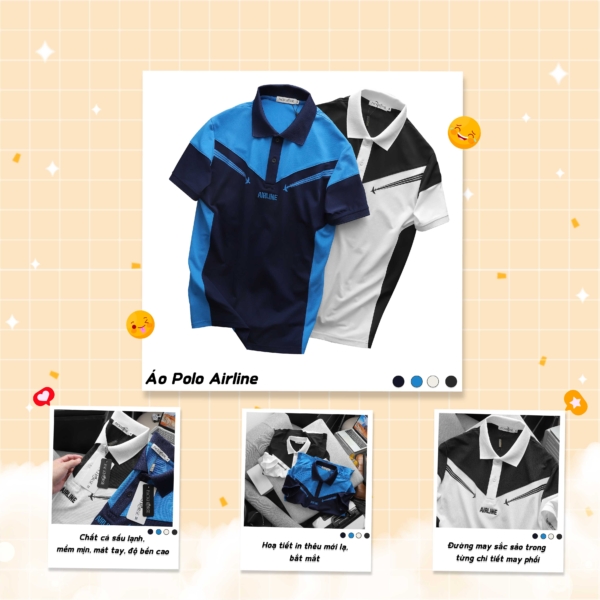 AIRLINE
Áo Polo Airline
AIRLINE
Chất cá sấu lạnh,
mềm mịn, mát tay, độ bền cao
Hoạ tiết in thêu mới lạ,
bắt mắt
AIRLINE
Đường may sắc sảo trong
từng chi tiết may phối